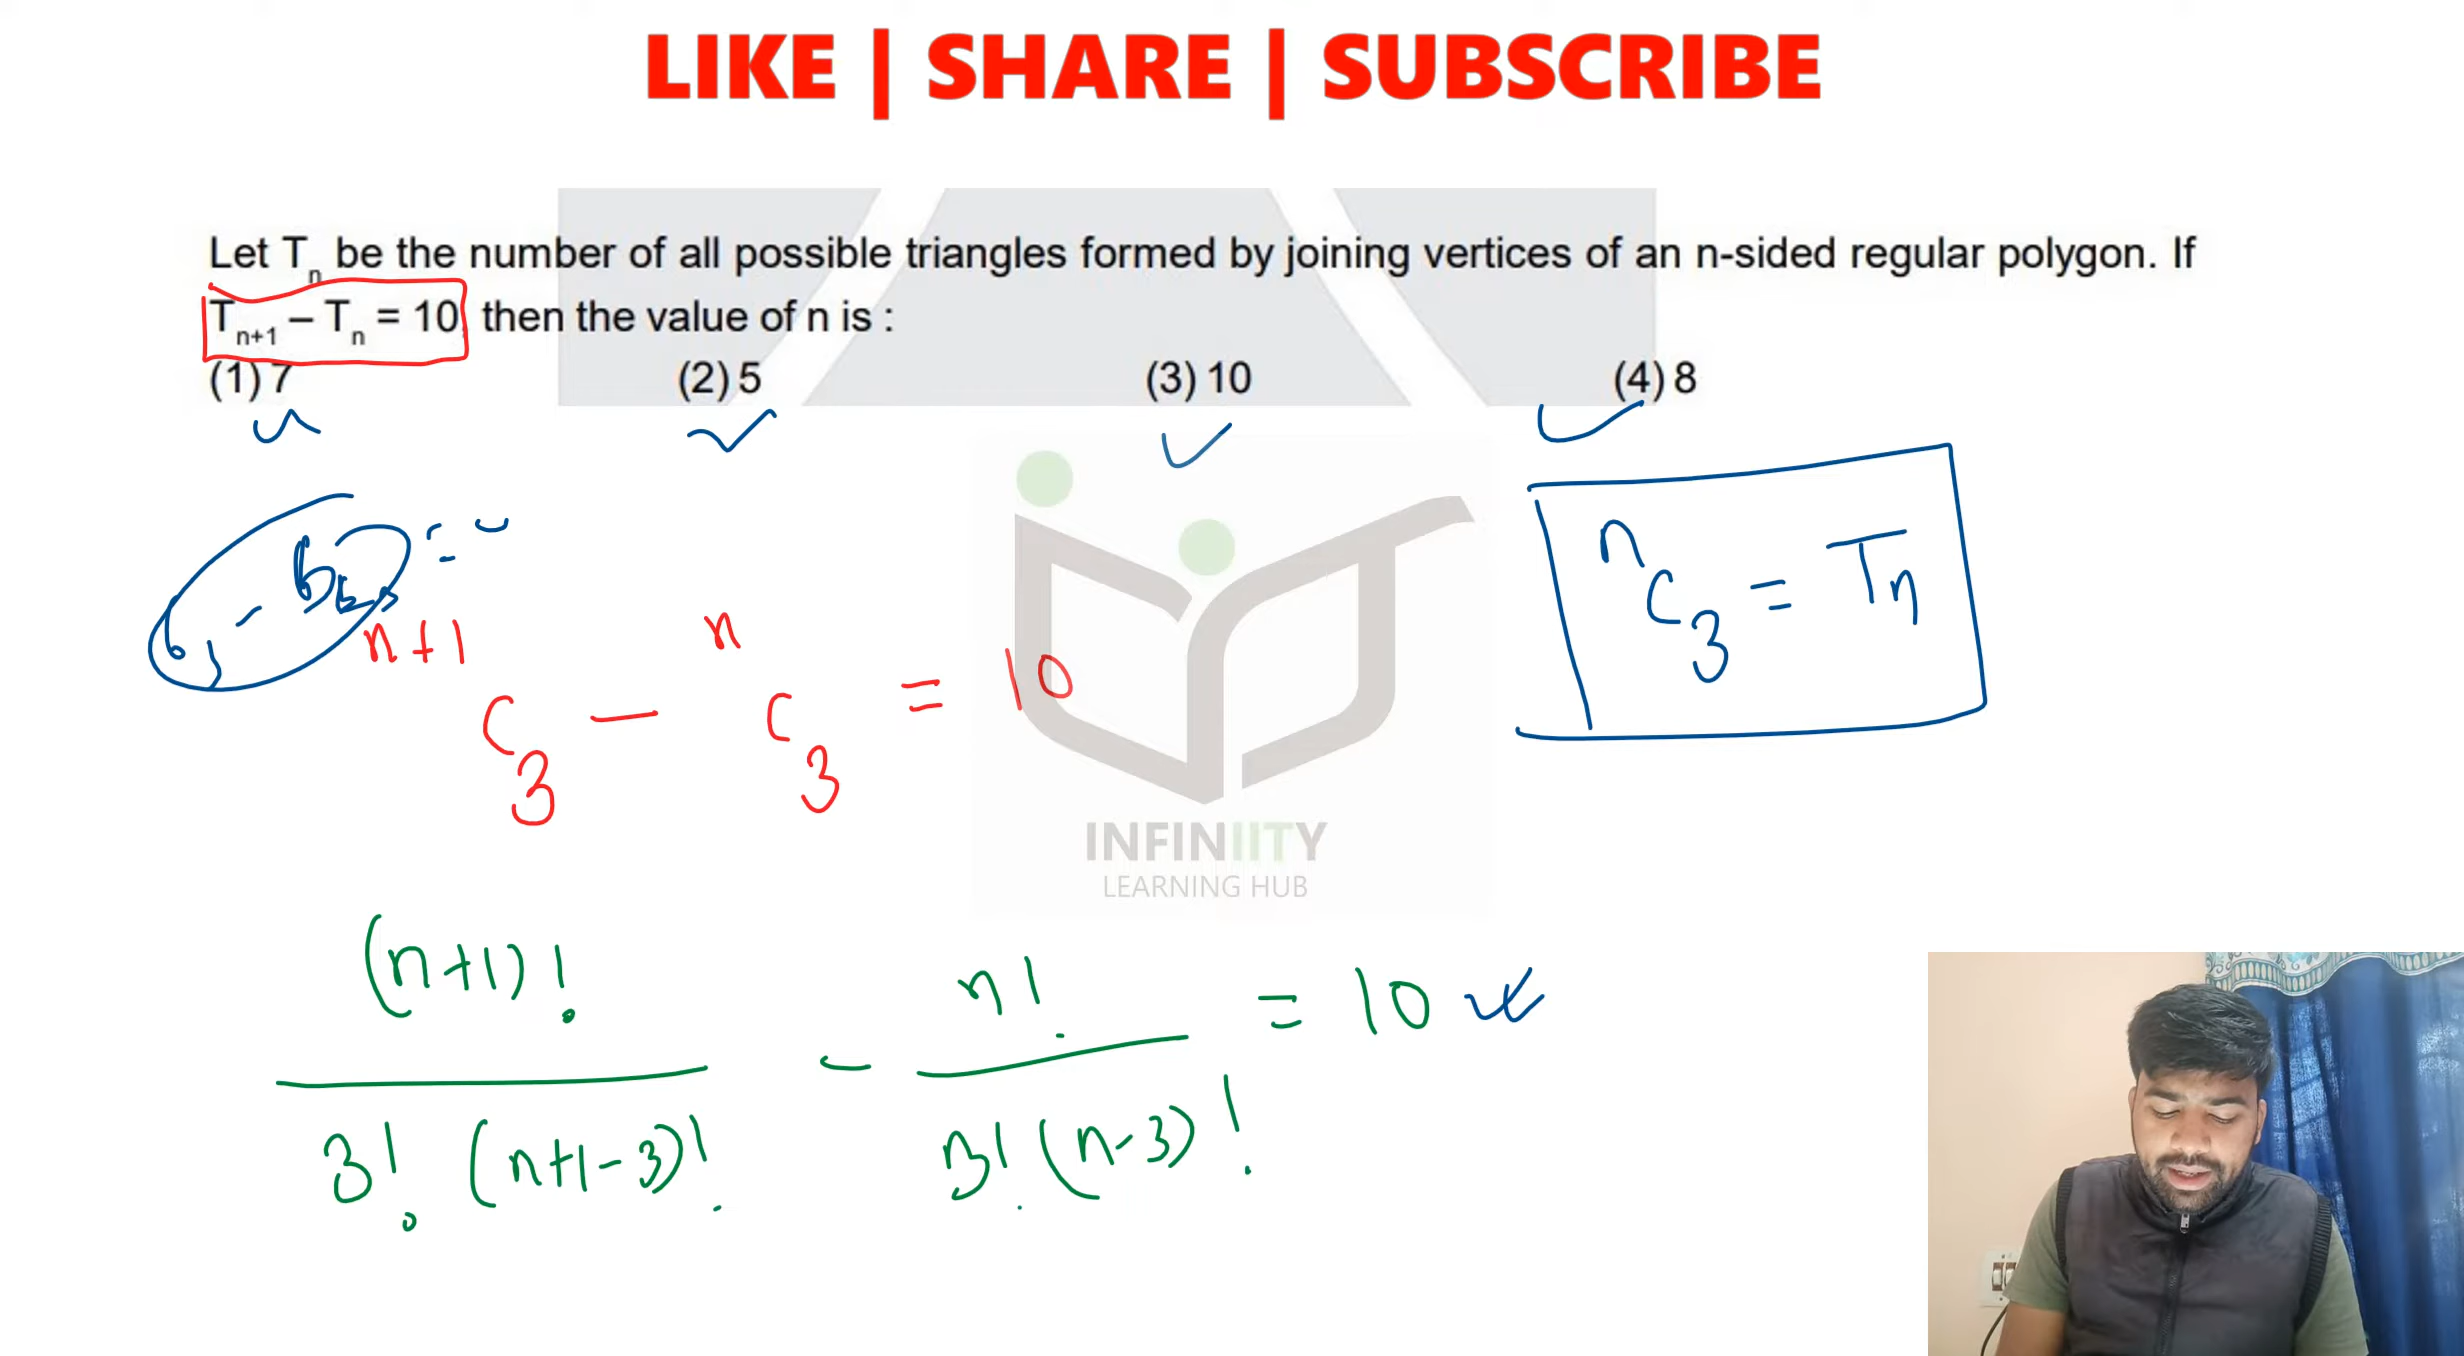 LIKE | SHARE | SUBSCRIBE
Let Tn be the number of all possible triangles formed by joining vertices of an n-sided regular polygon. If
Tn+1 – Tn = 10, then the value of n is :
(1) 7 (2) 5 (3) 10 (4) 8
nC3 = Tn
n+1C3 – nC3 = 10
INFINIITY
LEARNING HUB
(n+1)! / 3! (n+1-3)! - n! / 3! (n-3)! = 10